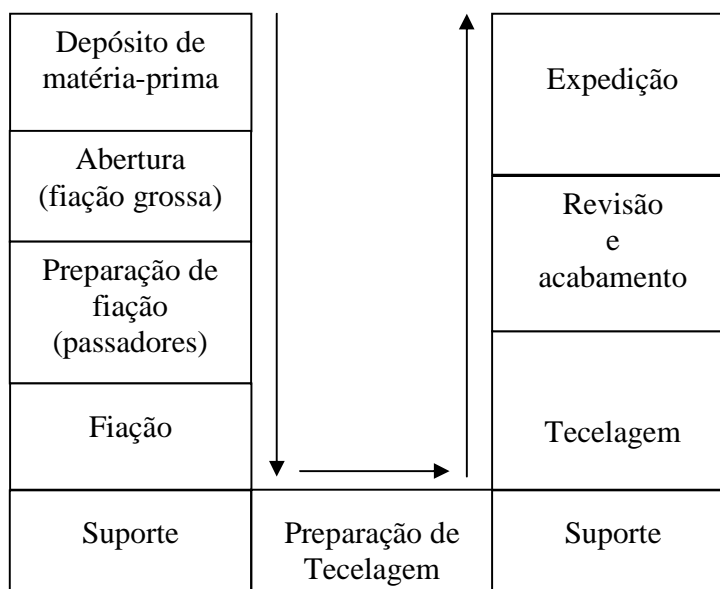 Depósito de
matéria-prima
Abertura
(fiação grossa)
Preparação de
fiação
(passadores)
Fiação
Suporte
Preparação de
Tecelagem
Expedição
Revisão
e
acabamento
Tecelagem
Suporte